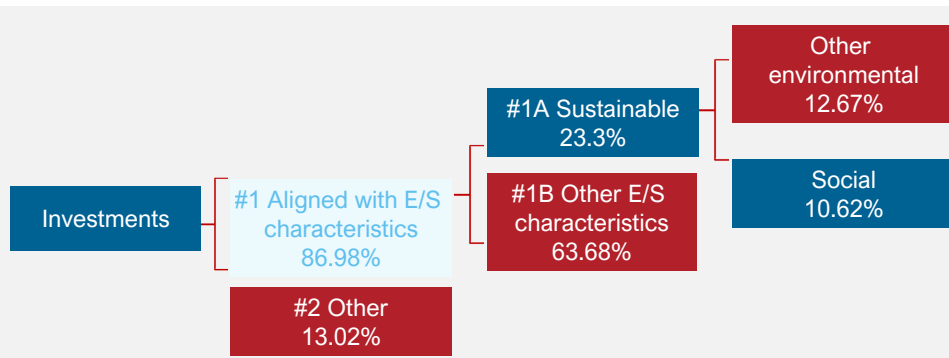 Investments
#1 Aligned with E/S
characteristics
86.98%
#2 Other
13.02%
#1A Sustainable
23.3%
#1B Other E/S
characteristics
63.68%
Other
environmental
12.67%
Social
10.62%